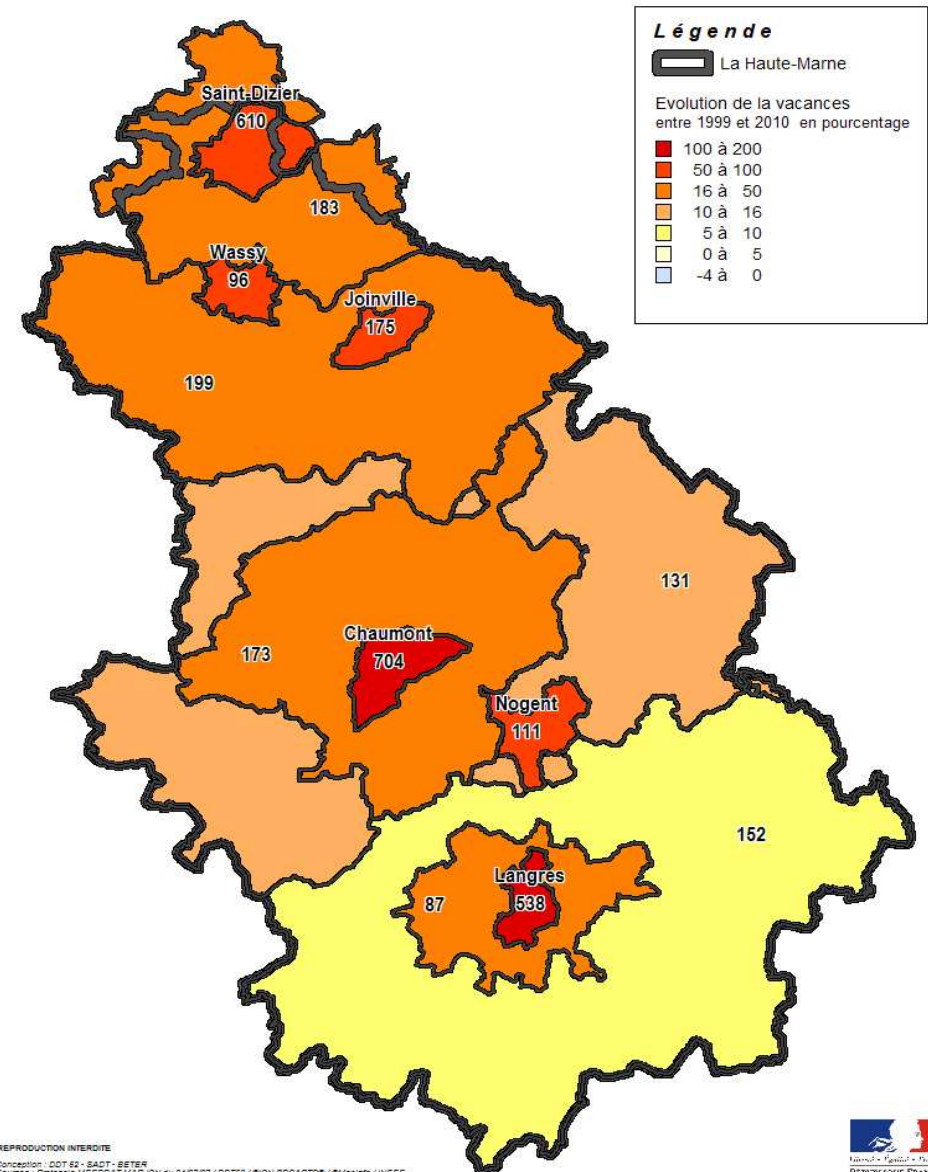 Légende
La Haute-Marne
Evolution de la vacances
entre 1999 et 2010 en pourcentage
100 à 200
50 à 100
16 à 50
10 à 16
5 à 10
0 à 5
-4 à 0
Saint-Dizier
610
183
Wassy
96
Joinville
175
199
131
Chaumont
704
173
Nogent
111
152
Langres
538
87
REPRODUCTION INTERDITE
Conception : DDT 52 - SADT - BETER